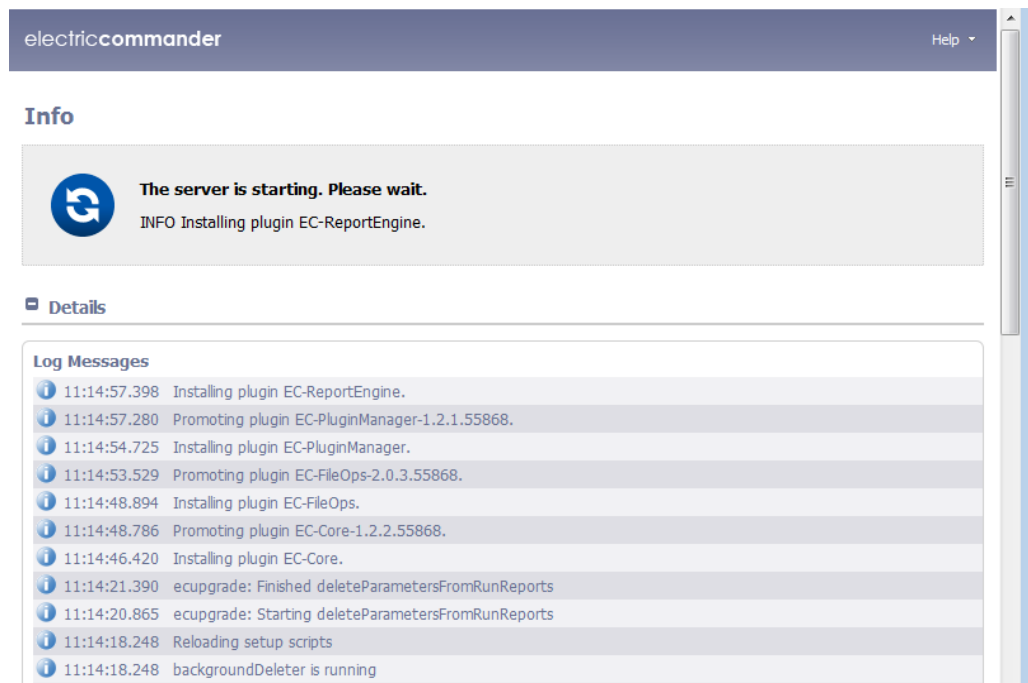 electriccommander
Help
Info
The server is starting. Please wait.
INFO Installing plugin EC-ReportEngine.
Details
Log Messages
11:14:57.398 Installing plugin EC-ReportEngine.
11:14:57.280 Promoting plugin EC-PluginManager-1.2.1.55868.
11:14:54.725 Installing plugin EC-PluginManager.
11:14:53.529 Promoting plugin EC-FileOps-2.0.3.55868.
11:14:48.894 Installing plugin EC-FileOps.
11:14:48.786 Promoting plugin EC-Core-1.2.2.55868.
11:14:46.420 Installing plugin EC-Core.
11:14:21.390 ecupgrade: Finished deleteParametersFromRunReports
11:14:20.865 ecupgrade: Starting deleteParametersFromRunReports
11:14:18.248 Reloading setup scripts
11:14:18.248 backgroundDeleter is running